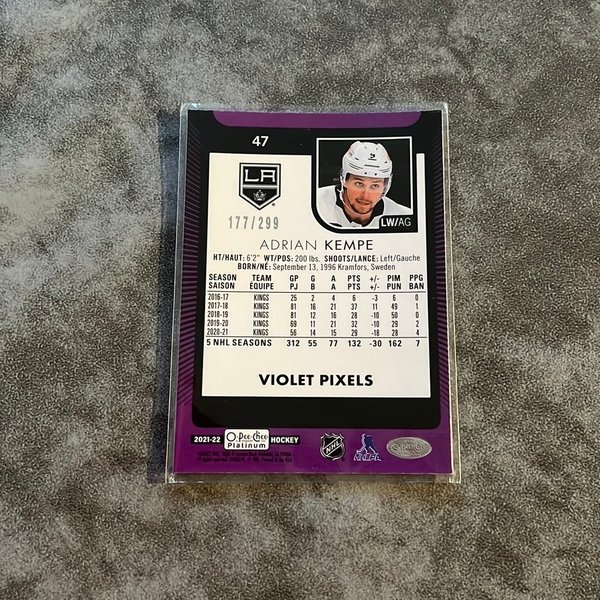 47
LA
177/299
LW/AG
ADRIAN KEMPE
HT/HAUT: 6'2" WT/PDS: 200 lbs. SHOOTS/LANCE: Left/Gauche
BORN/NÉ: September 13, 1996 Kramfors, Sweden
SEASON TEAM GP G A PTS +/- PIM PPG
SAISON ÉQUIPE PJ B A PTS +/- PUN BAN
2016-17 KINGS 25 2 4 6 -3 6 0
2017-18 KINGS 81 16 21 37 11 49 1
2018-19 KINGS 81 12 16 28 -10 50 0
2019-20 KINGS 69 11 21 32 -10 29 2
2020-21 KINGS 56 14 15 29 -18 28 4
5 NHL SEASONS 312 55 77 132 -30 162 7
VIOLET PIXELS
2021-22 O-Pee-Chee Platinum HOCKEY
NHL